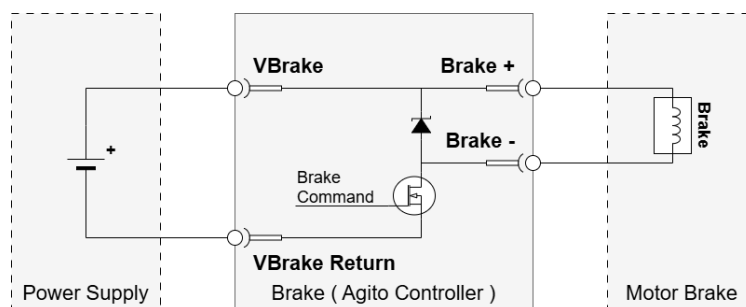 VBrake
Brake +
Brake
+
Brake -
Brake
Command
VBrake Return
Power Supply
Brake ( Agito Controller )
Motor Brake